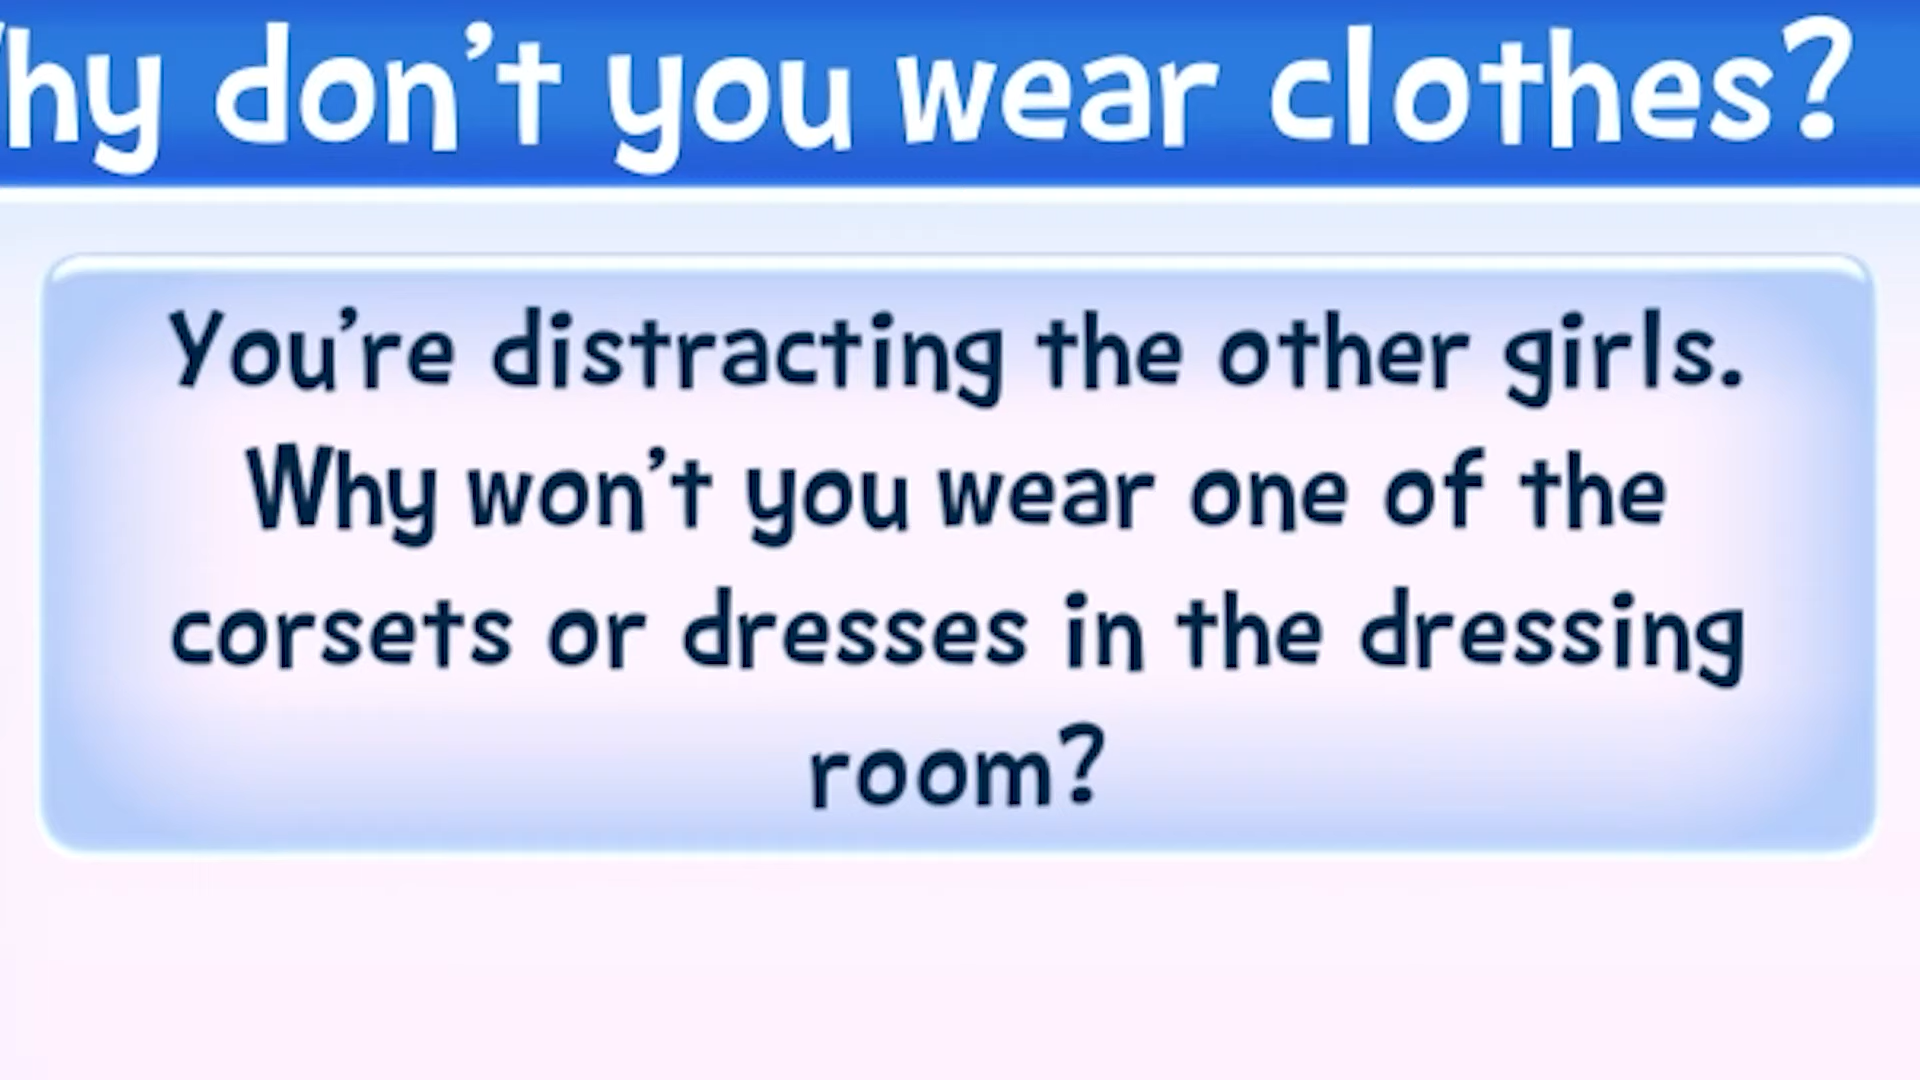 hy don't you wear clothes?
You're distracting the other girls.
Why won't you wear one of the
corsets or dresses in the dressing
room?